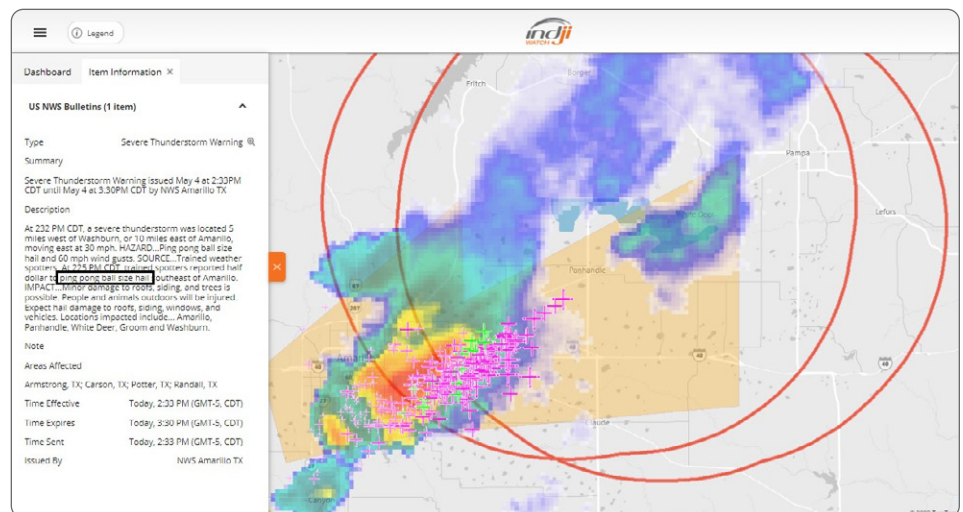 Legend
indji
WATCH
Dashboard
Item Information ×
US NWS Bulletins (1 item)
Type
Severe Thunderstorm Warning
Summary
Severe Thunderstorm Warning issued May 4 at 2:33PM
CDT until May 4 at 3:30PM CDT by NWS Amarillo TX
Description
At 232 PM CDT, a severe thunderstorm was located 5
miles west of Washburn, or 10 miles east of Amarillo,
moving east at 30 mph. HAZARD...Ping pong ball size
hail and 60 mph wind gusts. SOURCE...Trained weather
spotters. At 225 PM CDT, trained spotters reported half
dollar to ping pong ball size hail southeast of Amarillo.
IMPACT...Minor damage to roofs, siding, and trees is
possible. People and animals outdoors will be injured
Expect hail damage to roofs, siding, windows, and
vehicles. Locations impacted include... Amarillo,
Panhandle, White Deer, Groom and Washburn.
Note
Areas Affected
Armstrong, TX; Carson, TX; Potter, TX; Randall, TX
Time Effective
Today, 2:33 PM (GMT-5, CDT)
Time Expires
Today, 3:30 PM (GMT-5, CDT)
Time Sent
Today, 2:33 PM (GMT-5, CDT)
Issued By
NWS Amarillo TX
Fritch
Borger
Pampa
Lefors
Panhandle
87
287
40
40
40
40
Claude
Canyon